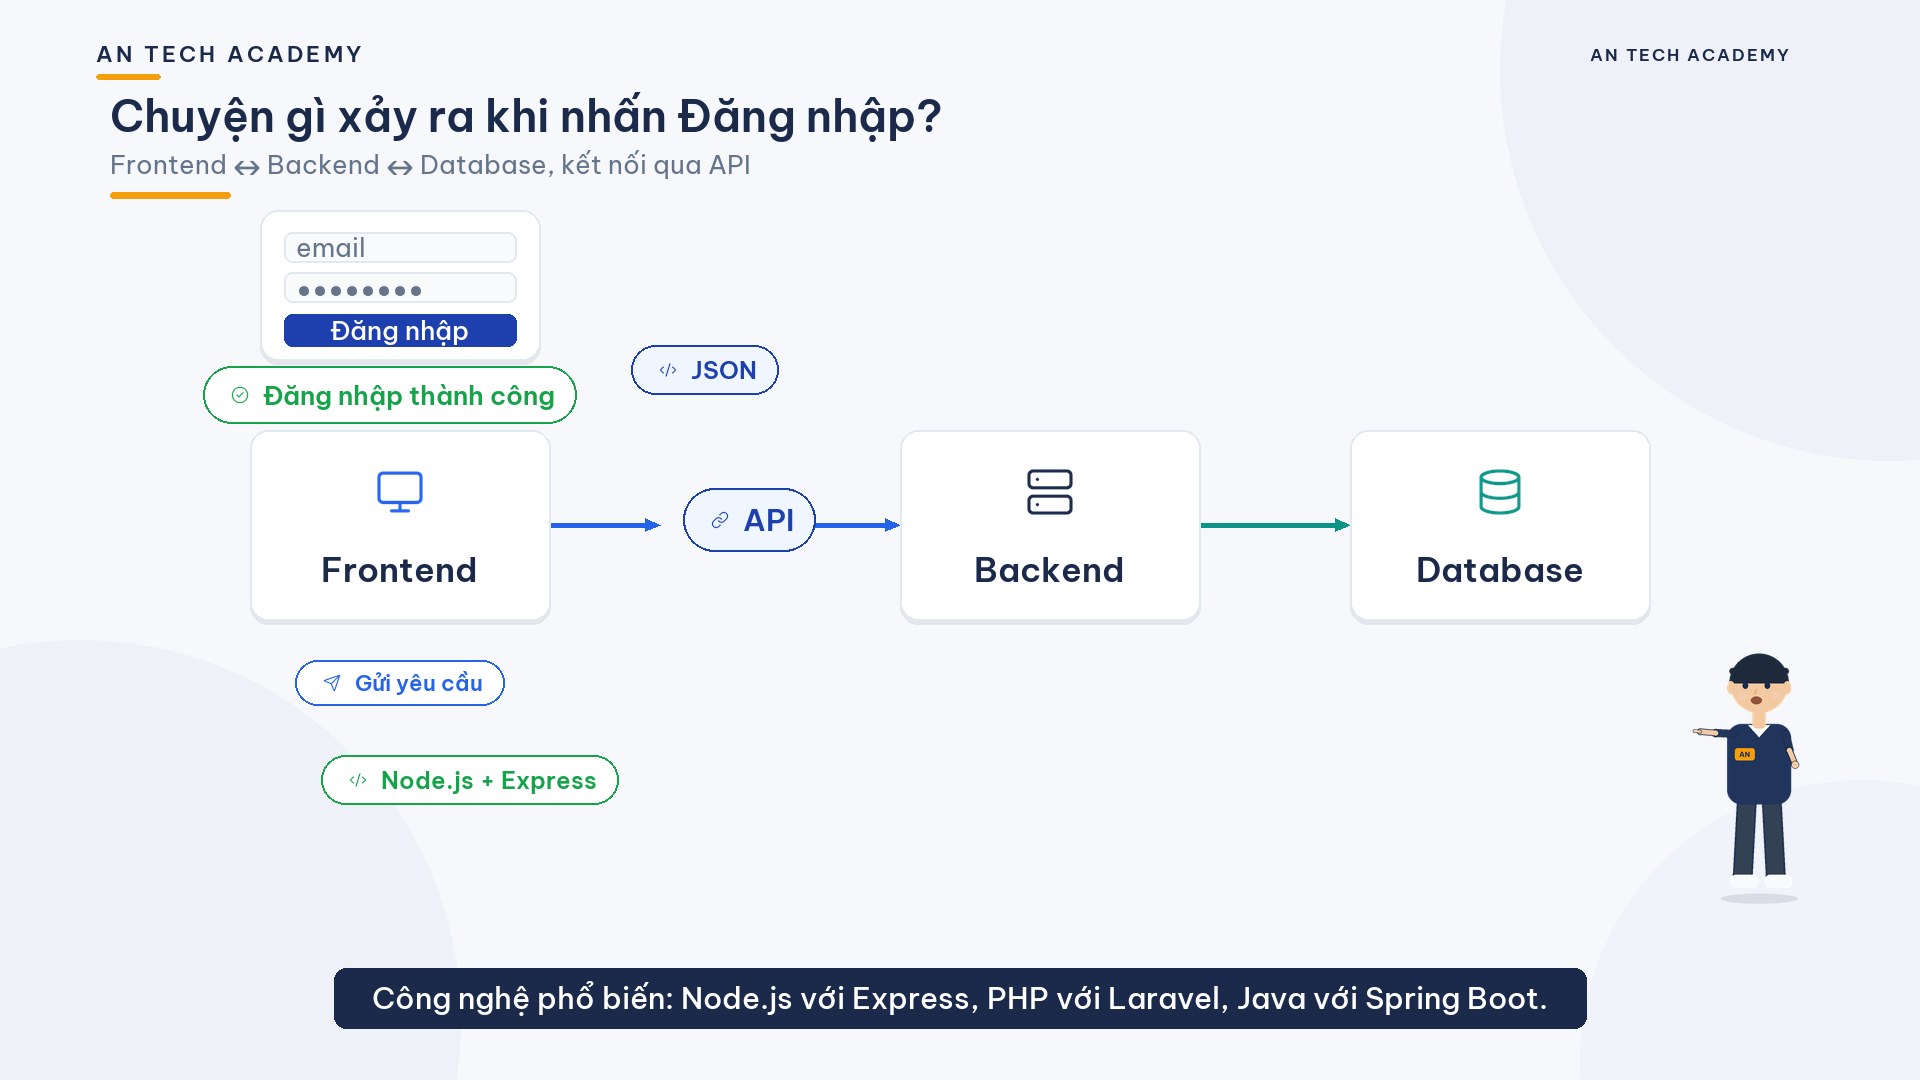 AN TECH ACADEMY
AN TECH ACADEMY
Chuyện gì xảy ra khi nhấn Đăng nhập?
Frontend ↔ Backend ↔ Database, kết nối qua API
email
●●●●●●●●
Đăng nhập
JSON
Đăng nhập thành công
API
Frontend
Backend
Database
Gửi yêu cầu
AN
Node.js + Express
Công nghệ phổ biến: Node.js với Express, PHP với Laravel, Java với Spring Boot.